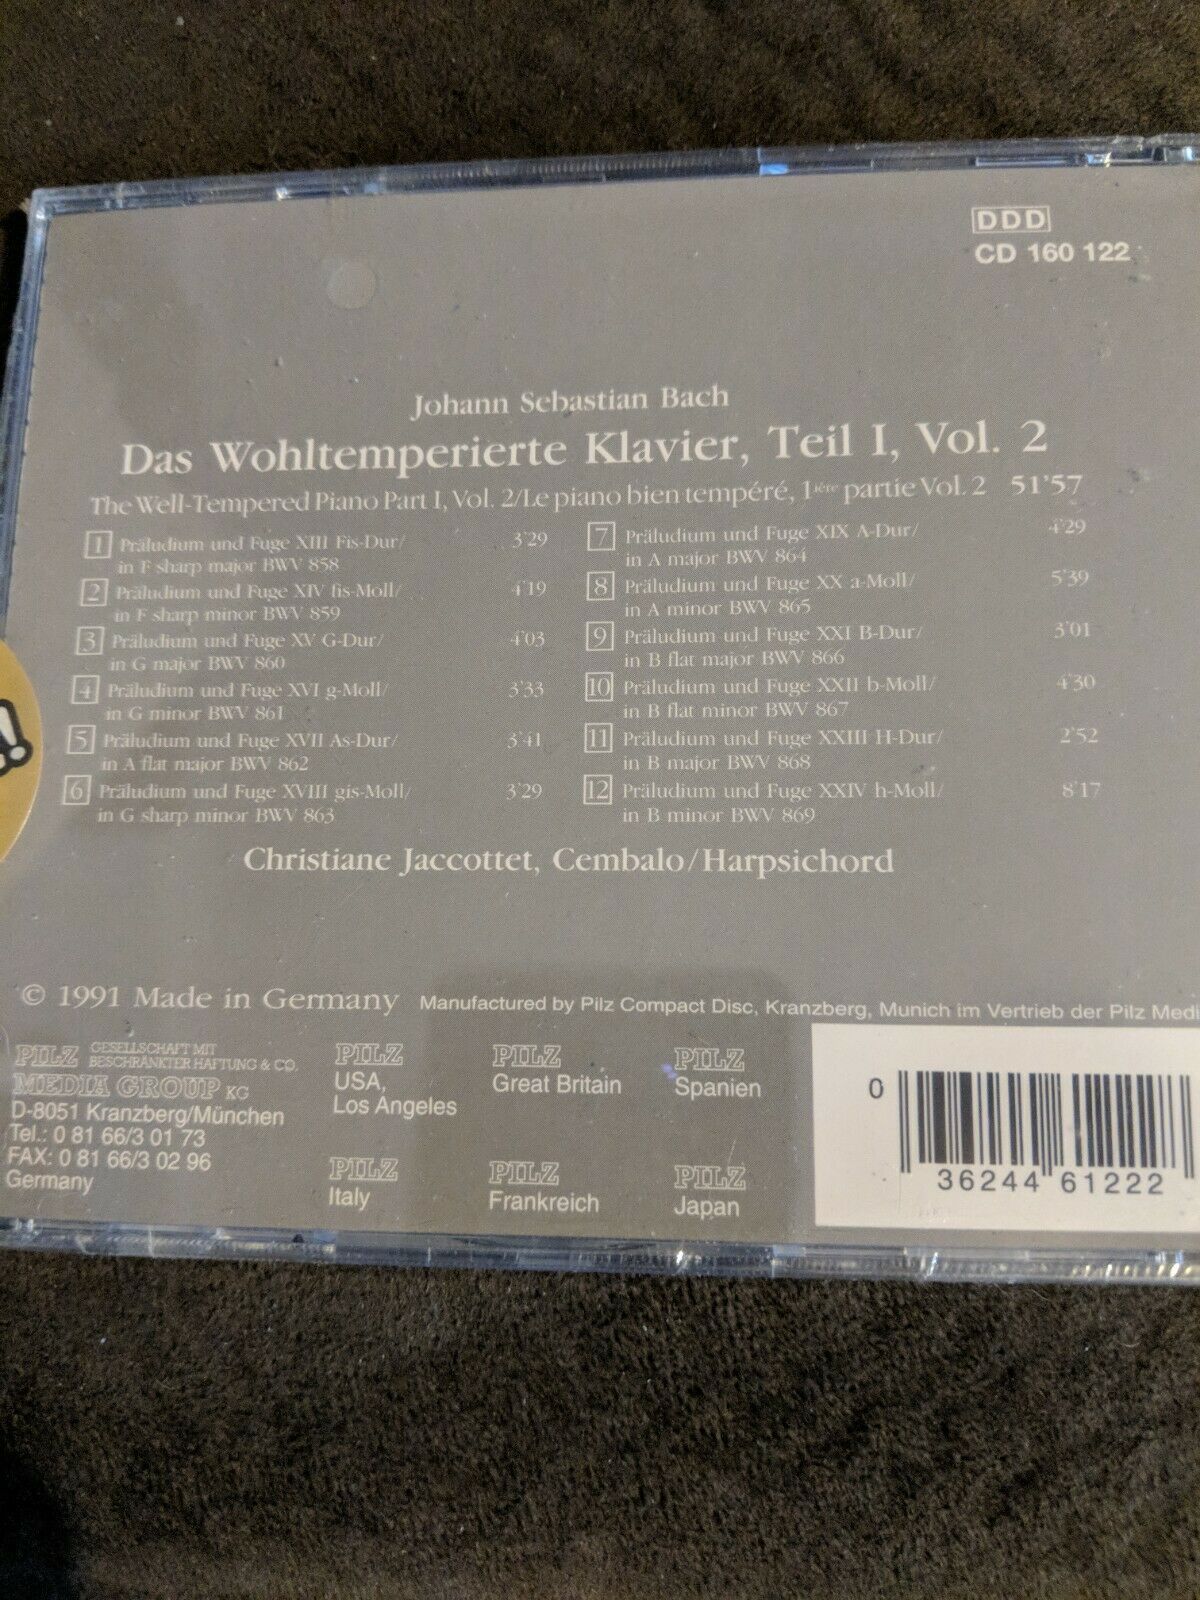 DDD
CD 160 122
Johann Sebastian Bach
Das Wohltemperierte Klavier, Teil I, Vol. 2
The Well-Tempered Piano Part I, Vol. 2/Le piano bien tempéré, 1ière partie Vol. 2 51'57
1 Präludium und Fuge XIII Fis-Dur/ 3'29
in F sharp major BWV 858
2 Präludium und Fuge XIV fis-Moll/ 4'19
in F sharp minor BWV 859
3 Präludium und Fuge XV G-Dur/ 4'03
in G major BWV 860
4 Präludium und Fuge XVI g-Moll/ 3'33
in G minor BWV 861
5 Präludium und Fuge XVII As-Dur/ 3'41
in A flat major BWV 862
6 Präludium und Fuge XVIII gis-Moll/ 3'29
in G sharp minor BWV 863
7 Präludium und Fuge XIX A-Dur/ 4'29
in A major BWV 864
8 Präludium und Fuge XX a-Moll/ 5'39
in A minor BWV 865
9 Präludium und Fuge XXI B-Dur/ 3'01
in B flat major BWV 866
10 Präludium und Fuge XXII b-Moll/ 4'30
in B flat minor BWV 867
11 Präludium und Fuge XXIII H-Dur/ 2'52
in B major BWV 868
12 Präludium und Fuge XXIV h-Moll/ 8'17
in B minor BWV 869
Christiane Jaccottet, Cembalo/Harpsichord
© 1991 Made in Germany Manufactured by Pilz Compact Disc, Kranzberg, Munich im Vertrieb der Pilz Medi
PILZ GESELLSCHAFT MIT
BESCHRÄNKTER HAFTUNG & CO.
MEDIA GROUP KG
D-8051 Kranzberg/München
Tel.: 0 81 66/3 01 73
FAX: 0 81 66/3 02 96
Germany
PILZ
USA,
Los Angeles
PILZ
Great Britain
PILZ
Spanien
PILZ
Italy
PILZ
Frankreich
PILZ
Japan
0
36244 61222